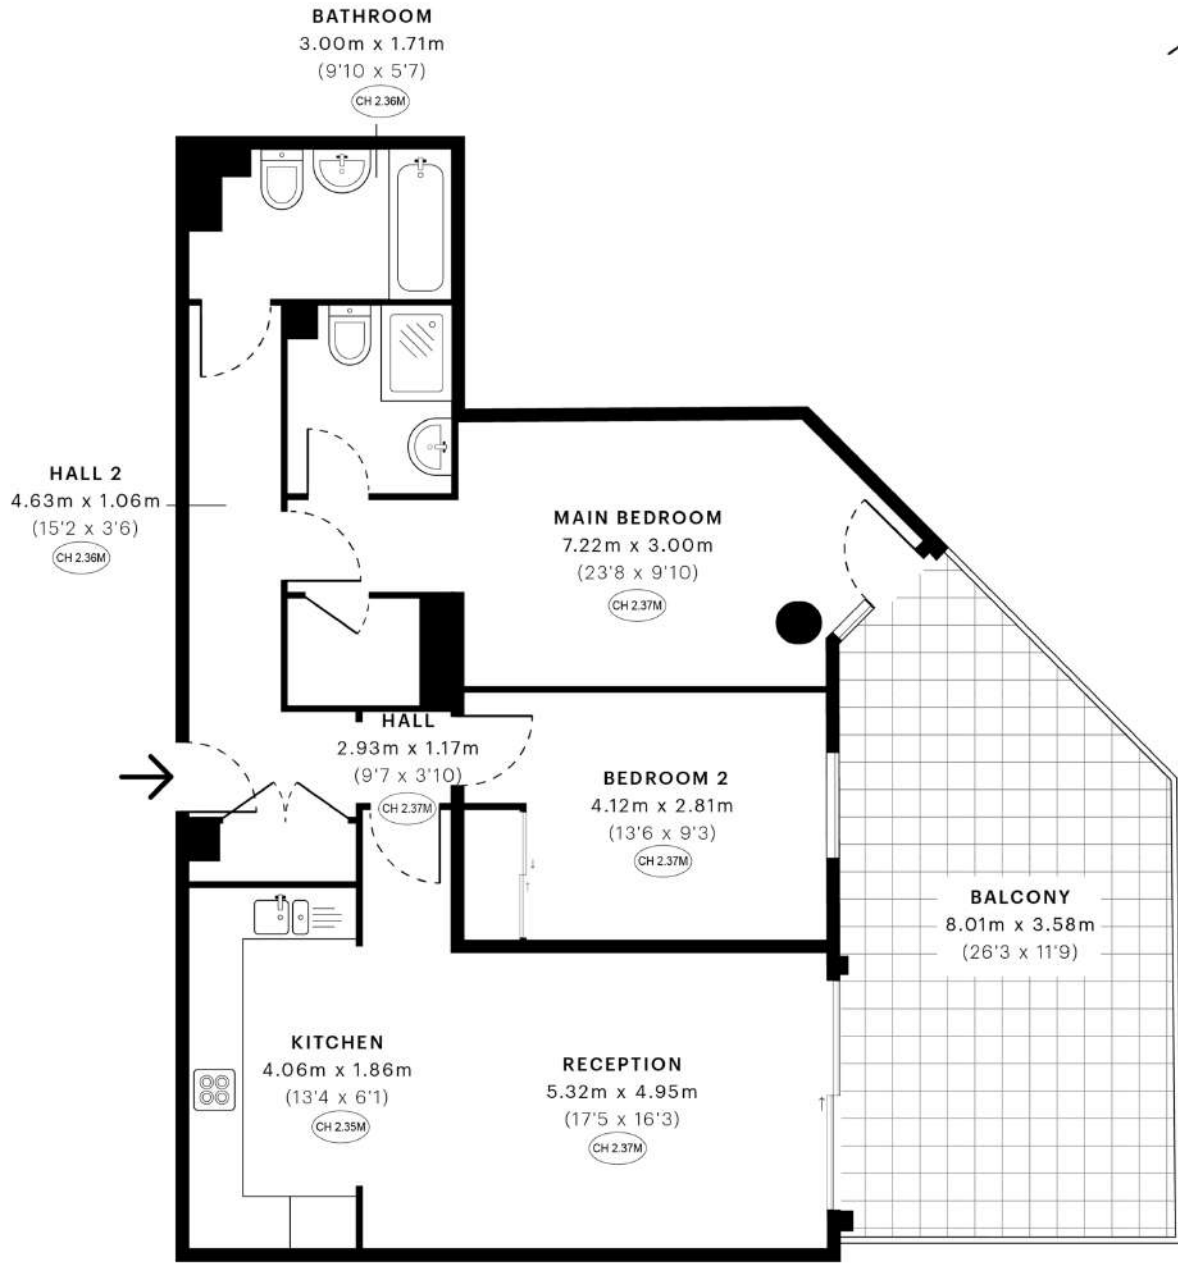 BATHROOM
3.00m x 1.71m
(9'10 x 5'7)
CH 2.36M
HALL 2
4.63m x 1.06m
(15'2 x 3'6)
CH 2.36M
MAIN BEDROOM
7.22m x 3.00m
(23'8 x 9'10)
CH 2.37M
HALL
2.93m x 1.17m
(9'7 x 3'10)
CH 2.37M
BEDROOM 2
4.12m x 2.81m
(13'6 x 9'3)
CH 2.37M
BALCONY
8.01m x 3.58m
(26'3 x 11'9)
KITCHEN
4.06m x 1.86m
(13'4 x 6'1)
CH 2.35M
RECEPTION
5.32m x 4.95m
(17'5 x 16'3)
CH 2.37M